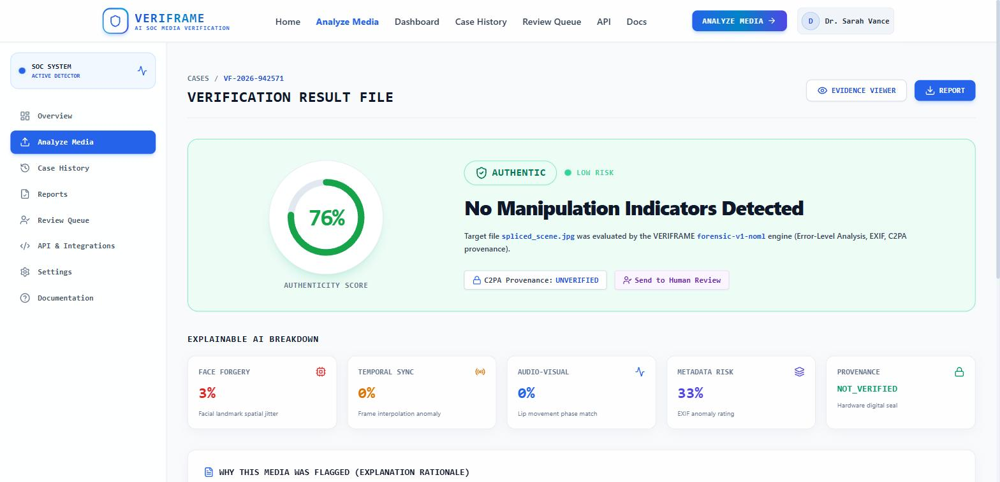 VERIFRAME
AI SOC MEDIA VERIFICATION
Home
Analyze Media
Dashboard
Case History
Review Queue
API
Docs
ANALYZE MEDIA →
D
Dr. Sarah Vance
SOC SYSTEM
ACTIVE DETECTOR
Overview
Analyze Media
Case History
Reports
Review Queue
API & Integrations
Settings
Documentation
CASES / VF-2026-942571
VERIFICATION RESULT FILE
EVIDENCE VIEWER
REPORT
76%
AUTHENTICITY SCORE
AUTHENTIC
LOW RISK
No Manipulation Indicators Detected
Target file spliced_scene.jpg was evaluated by the VERIFRAME forensic-v1-noml engine (Error-Level Analysis, EXIF, C2PA
provenance).
C2PA Provenance: UNVERIFIED
Send to Human Review
EXPLAINABLE AI BREAKDOWN
FACE FORGERY
3%
Facial landmark spatial jitter
TEMPORAL SYNC
0%
Frame interpolation anomaly
AUDIO-VISUAL
0%
Lip movement phase match
METADATA RISK
33%
EXIF anomaly rating
PROVENANCE
NOT_VERIFIED
Hardware digital seal
WHY THIS MEDIA WAS FLAGGED (EXPLANATION RATIONALE)